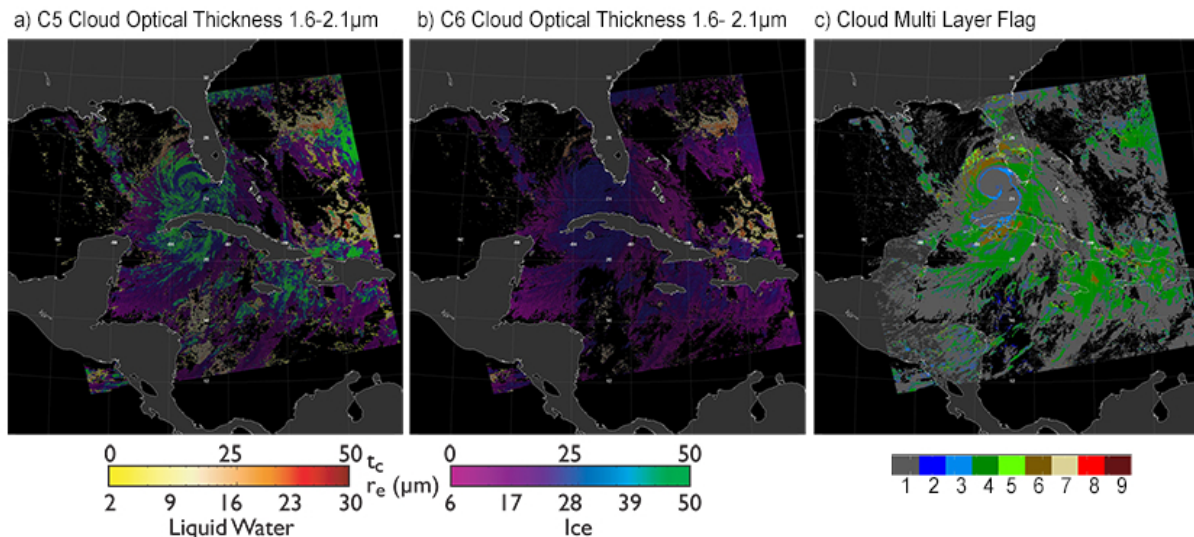 a) C5 Cloud Optical Thickness 1.6-2.1µm
b) C6 Cloud Optical Thickness 1.6- 2.1µm
c) Cloud Multi Layer Flag
0 25 50 t_c
2 9 16 23 30 r_e (µm)
Liquid Water
0 25 50
6 17 28 39 50
Ice
1 2 3 4 5 6 7 8 9